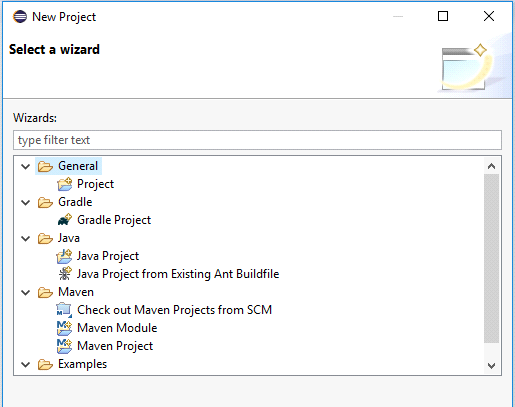 New Project
Select a wizard
Wizards:
type filter text
General
Project
Gradle
Gradle Project
Java
Java Project
Java Project from Existing Ant Buildfile
Maven
Check out Maven Projects from SCM
Maven Module
Maven Project
Examples